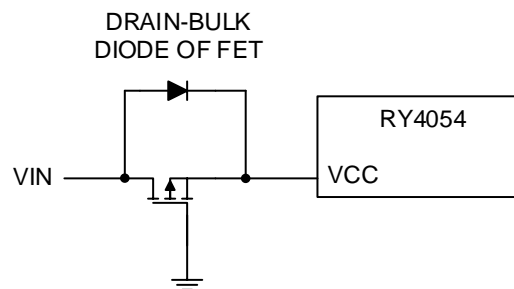 DRAIN-BULK
DIODE OF FET
RY4054
VIN
VCC